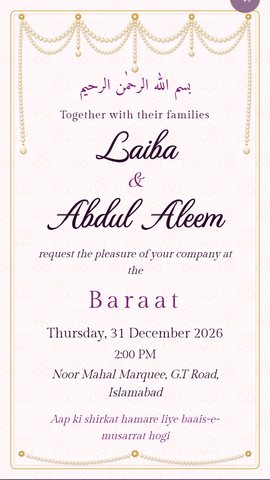 بسم الله الرحمٰن الرحیم
Together with their families
Laiba
&
Abdul Aleem
request the pleasure of your company at
the
Baraat
Thursday, 31 December 2026
2:00 PM
Noor Mahal Marquee, G.T Road,
Islamabad
Aap ki shirkat hamare liye baais-e-
musarrat hogi